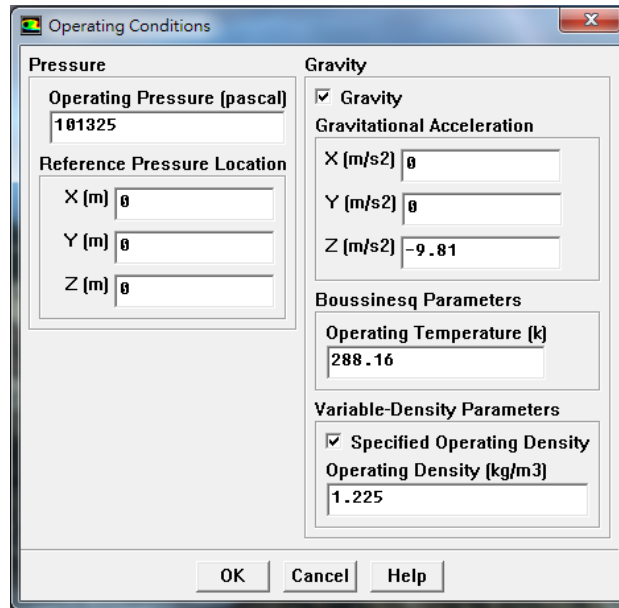 Operating Conditions
Pressure
Operating Pressure (pascal)
101325
Reference Pressure Location
X (m) 0
Y (m) 0
Z (m) 0
Gravity
Gravity
Gravitational Acceleration
X (m/s2) 0
Y (m/s2) 0
Z (m/s2) -9.81
Boussinesq Parameters
Operating Temperature (k)
288.16
Variable-Density Parameters
Specified Operating Density
Operating Density (kg/m3)
1.225
OK Cancel Help